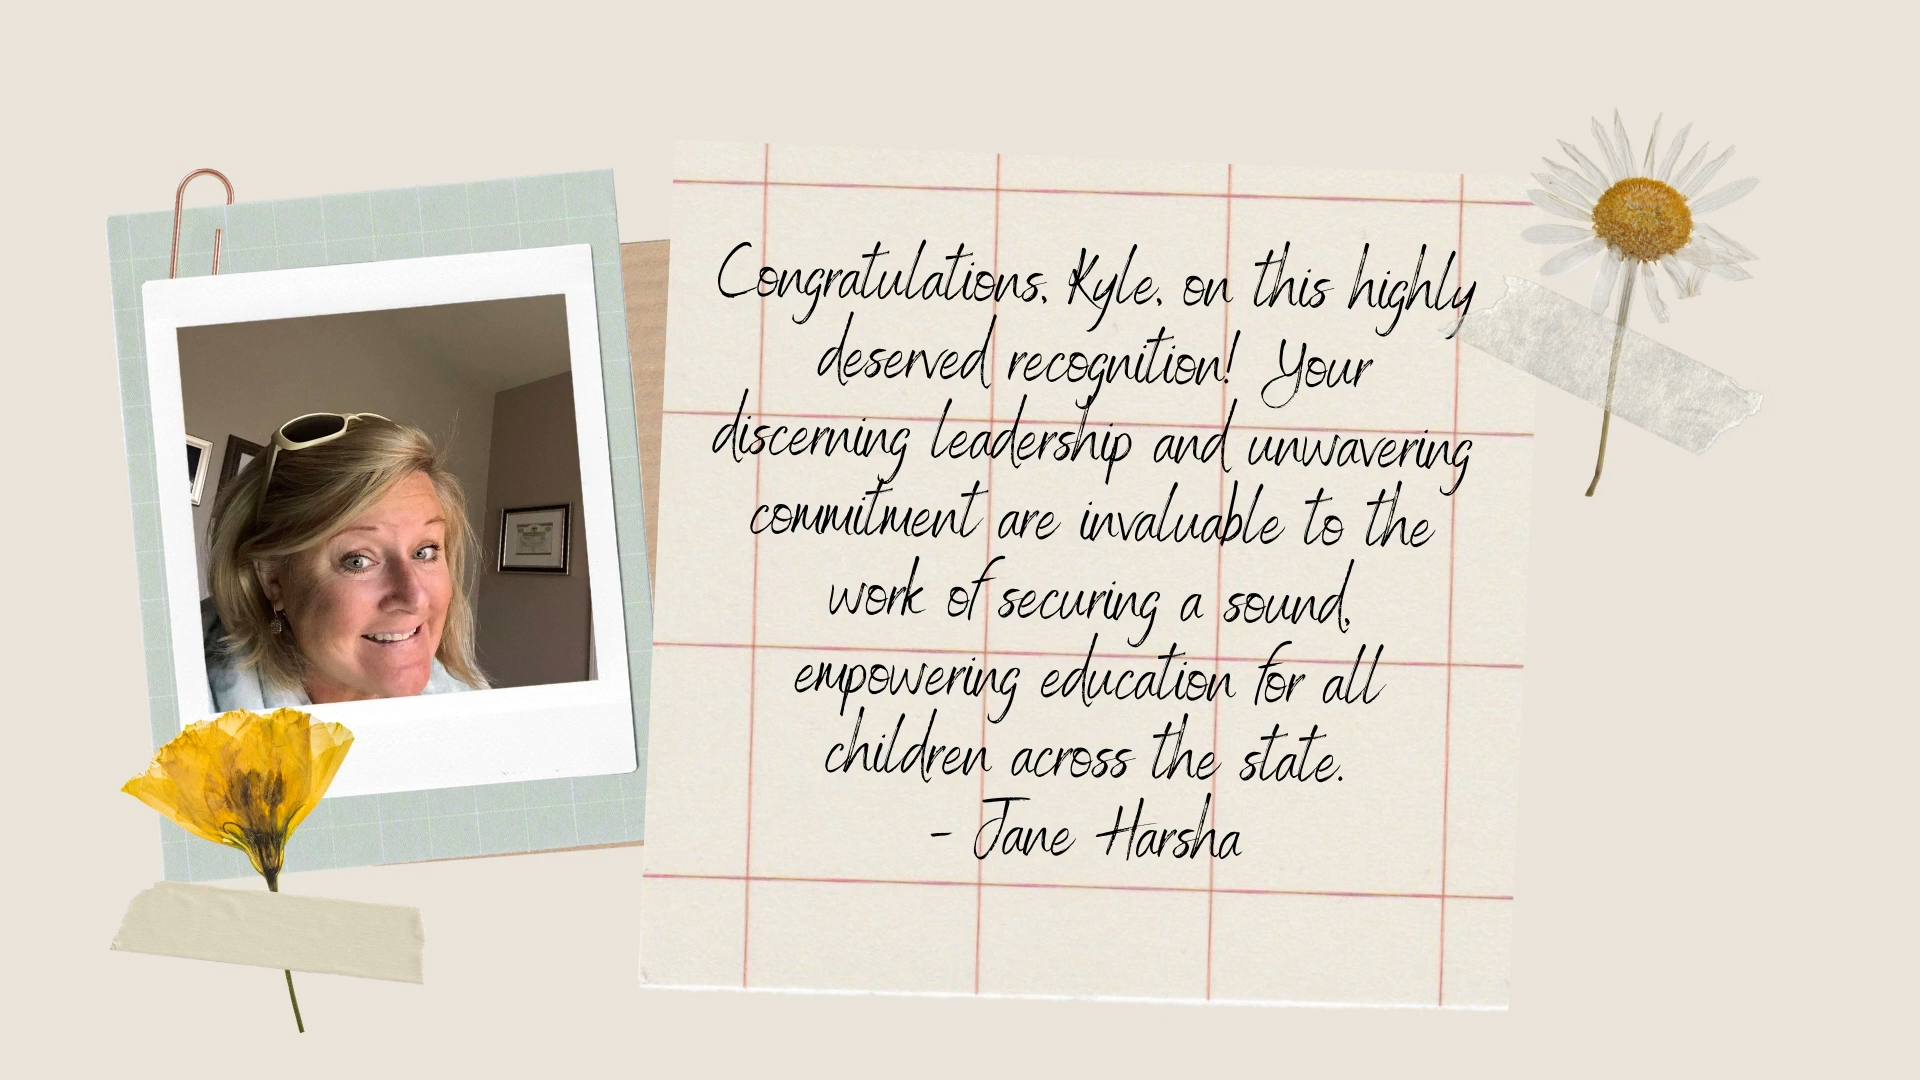 Congratulations, Kyle, on this highly
deserved recognition! Your
discerning leadership and unwavering
commitment are invaluable to the
work of securing a sound,
empowering education for all
children across the state.
- Jane Harsha